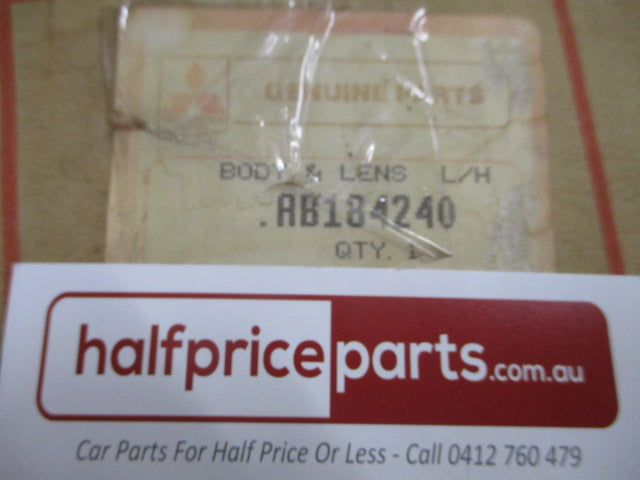 GENUINE PARTS
BODY & LENS L/H
.AB184240
QTY. 1
halfpriceparts.com.au
Car Parts For Half Price Or Less - Call 0412 760 479